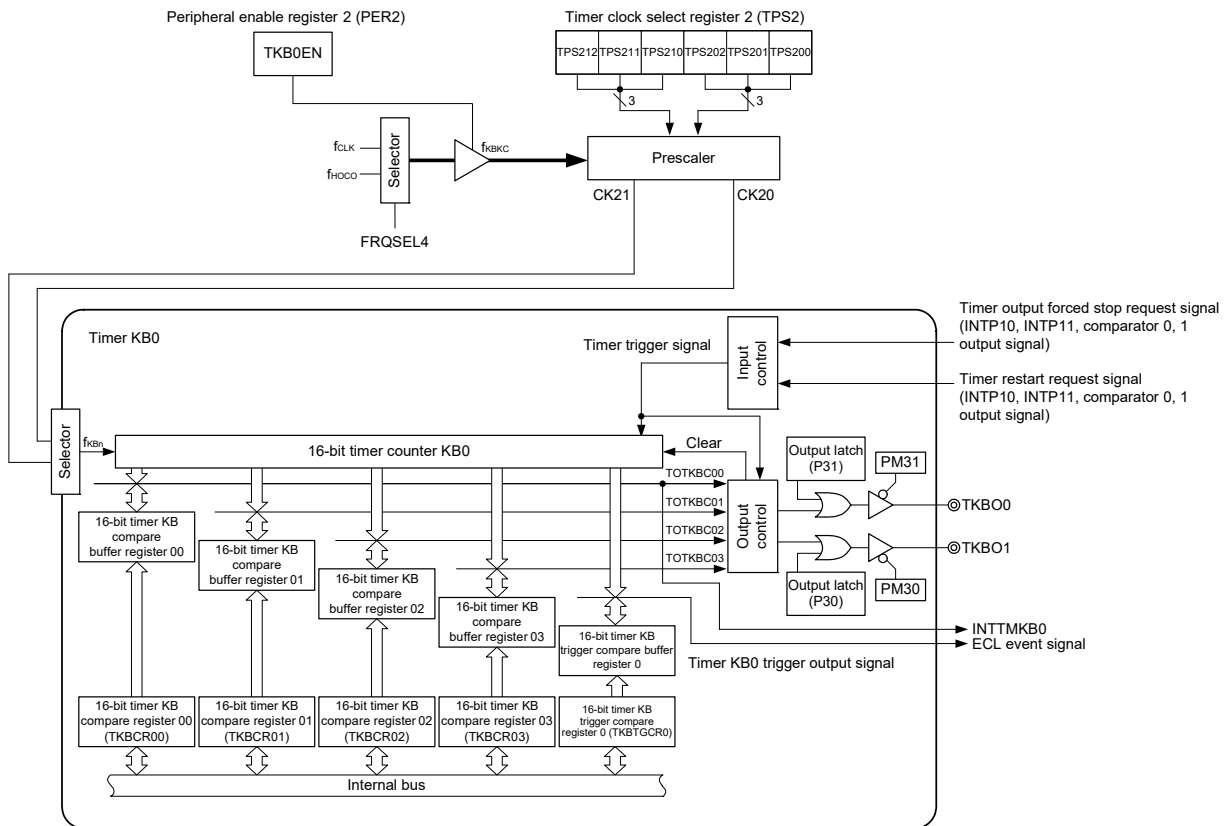 Peripheral enable register 2 (PER2)
Timer clock select register 2 (TPS2)
TKB0EN
TPS212 TPS211 TPS210 TPS202 TPS201 TPS200
3
3
fCLK
fHOCO
Selector
fKBKC
Prescaler
FRQSEL4
CK21
CK20
Timer KB0
Timer output forced stop request signal
(INTP10, INTP11, comparator 0, 1
output signal)
Timer trigger signal
Input
control
Timer restart request signal
(INTP10, INTP11, comparator 0, 1
output signal)
Selector
fKBn
16-bit timer counter KB0
Clear
Output latch
(P31)
PM31
TOTKBC00
TOTKBC01
TOTKBC02
TOTKBC03
Output
control
TKBO0
TKBO1
Output latch
(P30)
PM30
16-bit timer KB
compare
buffer register 00
16-bit timer KB
compare
buffer register 01
16-bit timer KB
compare
buffer register 02
16-bit timer KB
compare
buffer register 03
16-bit timer KB
trigger compare buffer
register 0
INTTMKB0
ECL event signal
Timer KB0 trigger output signal
16-bit timer KB
compare register 00
(TKBCR00)
16-bit timer KB
compare register 01
(TKBCR01)
16-bit timer KB
compare register 02
(TKBCR02)
16-bit timer KB
compare register 03
(TKBCR03)
16-bit timer KB
trigger compare
register 0 (TKBTGCR0)
Internal bus